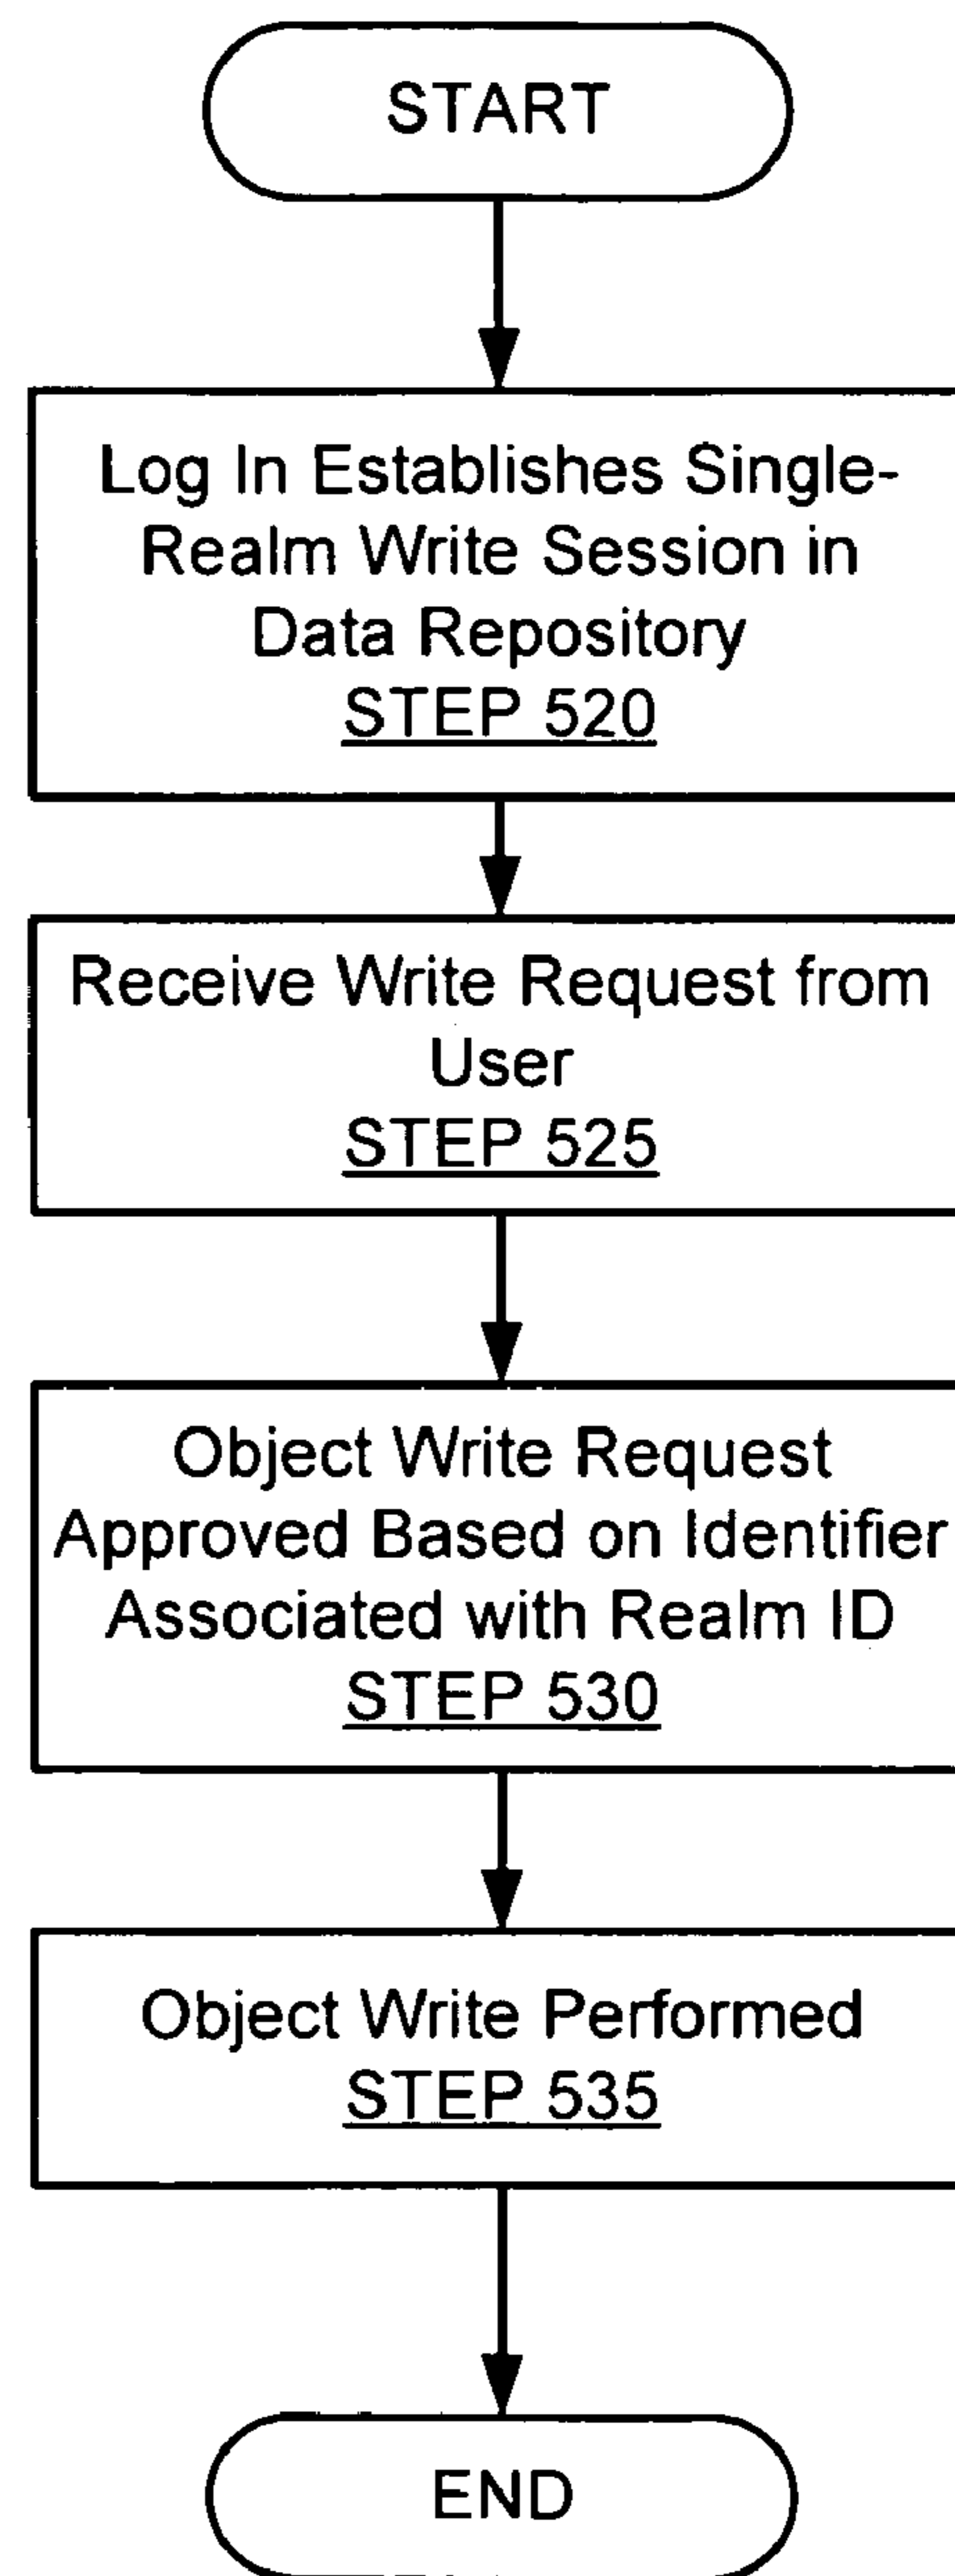 START
Log In Establishes Single-
Realm Write Session in
Data Repository
STEP 520
Receive Write Request from
User
STEP 525
Object Write Request
Approved Based on Identifier
Associated with Realm ID
STEP 530
Object Write Performed
STEP 535
END